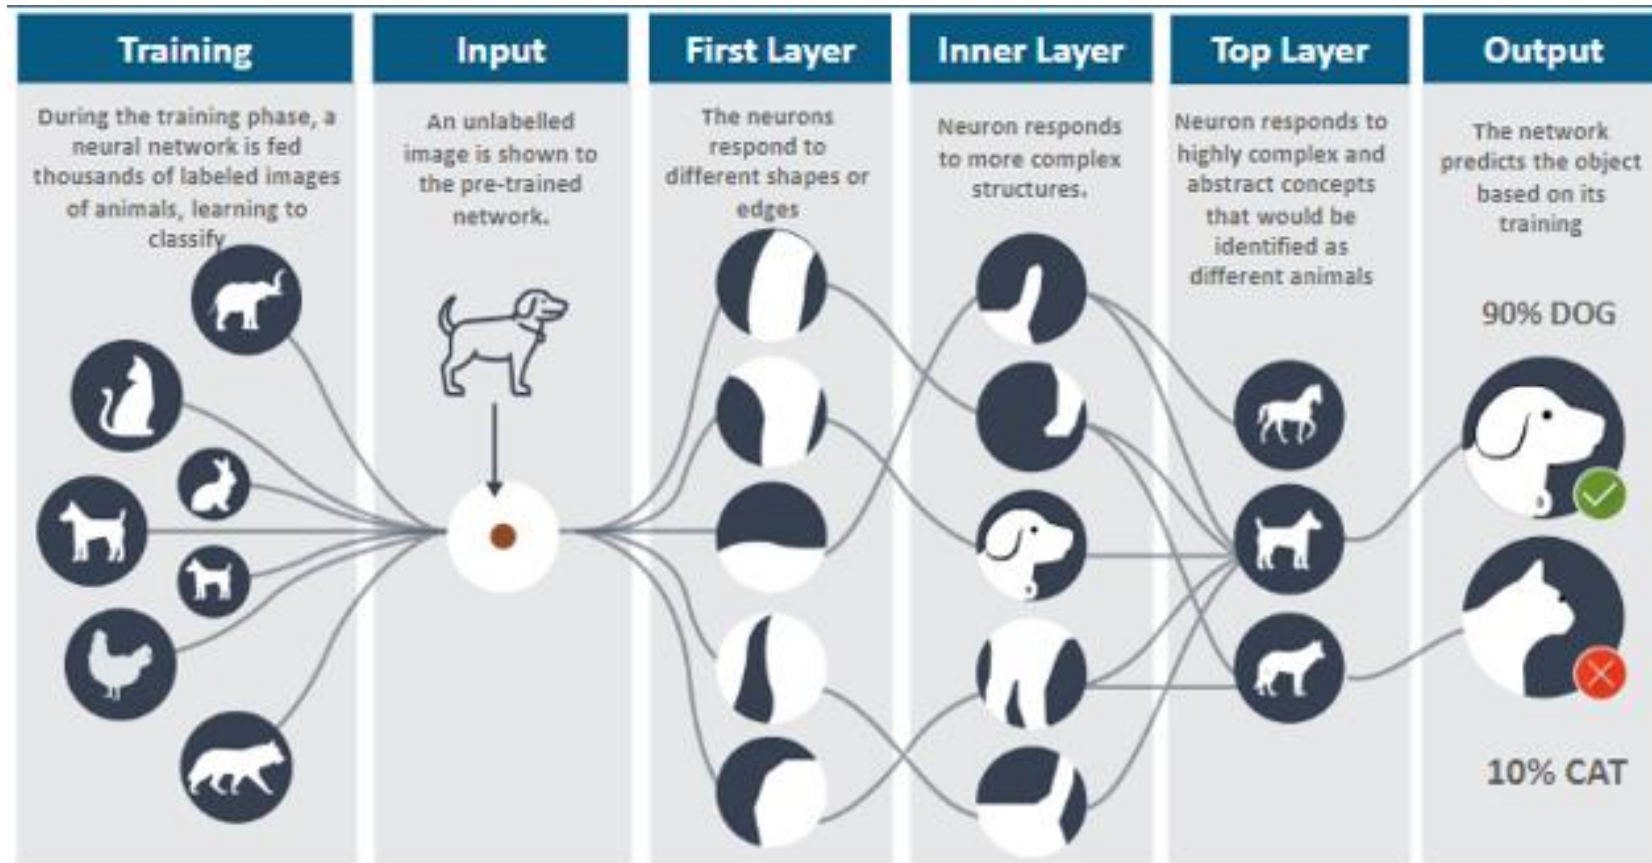 Training
During the training phase, a
neural network is fed
thousands of labeled images
of animals, learning to
classify
Input
An unlabelled
image is shown to
the pre-trained
network.
First Layer
The neurons
respond to
different shapes or
edges
Inner Layer
Neuron responds
to more complex
structures.
Top Layer
Neuron responds to
highly complex and
abstract concepts
that would be
identified as
different animals
Output
The network
predicts the object
based on its
training
90% DOG
10% CAT